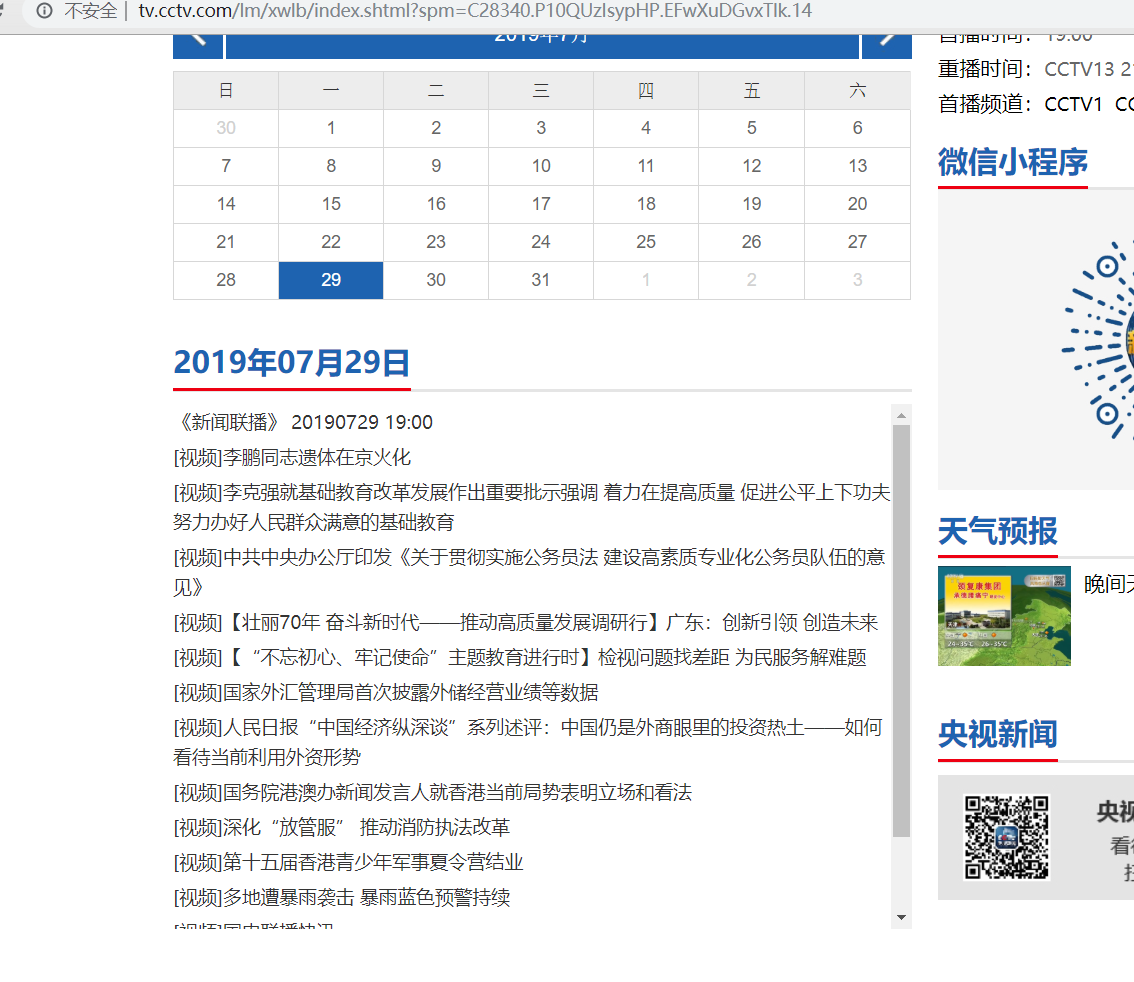 不安全 | tv.cctv.com/lm/xwlb/index.shtml?spm=C28340.P10QUzIsypHP.EFwXuDGvxTIk.14
2019年7月
日 一 二 三 四 五 六
30 1 2 3 4 5 6
7 8 9 10 11 12 13
14 15 16 17 18 19 20
21 22 23 24 25 26 27
28 29 30 31 1 2 3
2019年07月29日
《新闻联播》 20190729 19:00
[视频]李鹏同志遗体在京火化
[视频]李克强就基础教育改革发展作出重要批示强调 着力在提高质量 促进公平上下功夫
努力办好人民群众满意的基础教育
[视频]中共中央办公厅印发《关于贯彻实施公务员法 建设高素质专业化公务员队伍的意
见》
[视频]【壮丽70年 奋斗新时代——推动高质量发展调研行】广东：创新引领 创造未来
[视频]【“不忘初心、牢记使命”主题教育进行时】检视问题找差距 为民服务解难题
[视频]国家外汇管理局首次披露外储经营业绩等数据
[视频]人民日报“中国经济纵深谈”系列述评：中国仍是外商眼里的投资热土——如何
看待当前利用外资形势
[视频]国务院港澳办新闻发言人就香港当前局势表明立场和看法
[视频]深化“放管服” 推动消防执法改革
[视频]第十五届香港青少年军事夏令营结业
[视频]多地遭暴雨袭击 暴雨蓝色预警持续
[视频]国内联播快讯
首播时间：19:00
重播时间：CCTV13 21
首播频道：CCTV1 CC
微信小程序
天气预报
晚间天
央视新闻
央视
看